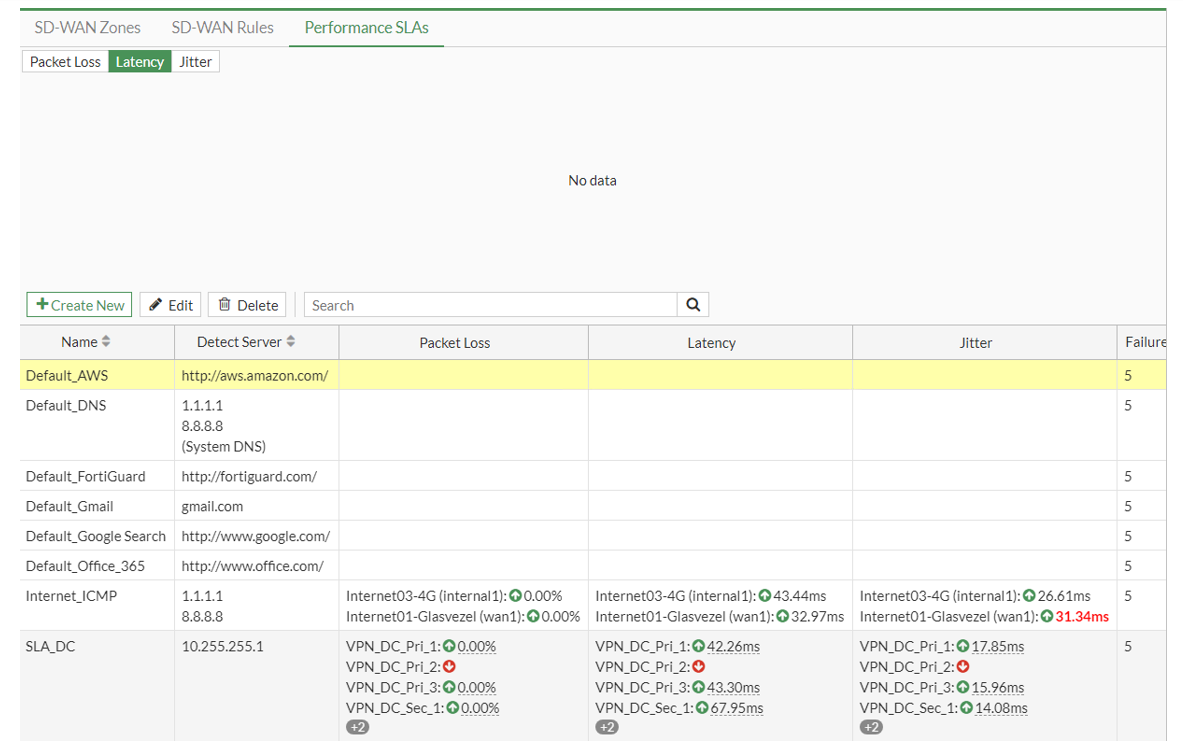 SD-WAN Zones SD-WAN Rules Performance SLAs
Packet Loss Latency Jitter
No data
Create New Edit Delete Search
Name Detect Server Packet Loss Latency Jitter Failure
Default_AWS http://aws.amazon.com/ 5
Default_DNS 1.1.1.1 5
8.8.8.8
(System DNS)
Default_FortiGuard http://fortiguard.com/ 5
Default_Gmail gmail.com 5
Default_Google Search http://www.google.com/ 5
Default_Office_365 http://www.office.com/ 5
Internet_ICMP 1.1.1.1 Internet03-4G (internal1): 0.00% Internet03-4G (internal1): 43.44ms Internet03-4G (internal1): 26.61ms 5
8.8.8.8 Internet01-Glasvezel (wan1): 0.00% Internet01-Glasvezel (wan1): 32.97ms Internet01-Glasvezel (wan1): 31.34ms
SLA_DC 10.255.255.1 VPN_DC_Pri_1: 0.00% VPN_DC_Pri_1: 42.26ms VPN_DC_Pri_1: 17.85ms 5
VPN_DC_Pri_2: VPN_DC_Pri_2: VPN_DC_Pri_2:
VPN_DC_Pri_3: 0.00% VPN_DC_Pri_3: 43.30ms VPN_DC_Pri_3: 15.96ms
VPN_DC_Sec_1: 0.00% VPN_DC_Sec_1: 67.95ms VPN_DC_Sec_1: 14.08ms
+2 +2 +2